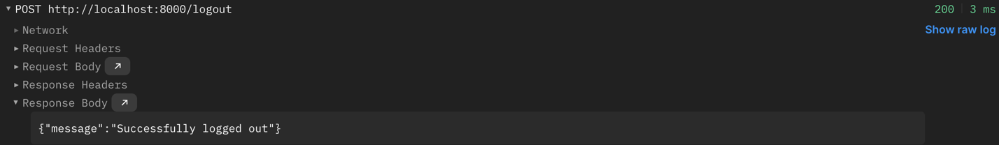 POST http://localhost:8000/logout 200 3 ms
Network Show raw log
Request Headers
Request Body
Response Headers
Response Body
{"message":"Successfully logged out"}